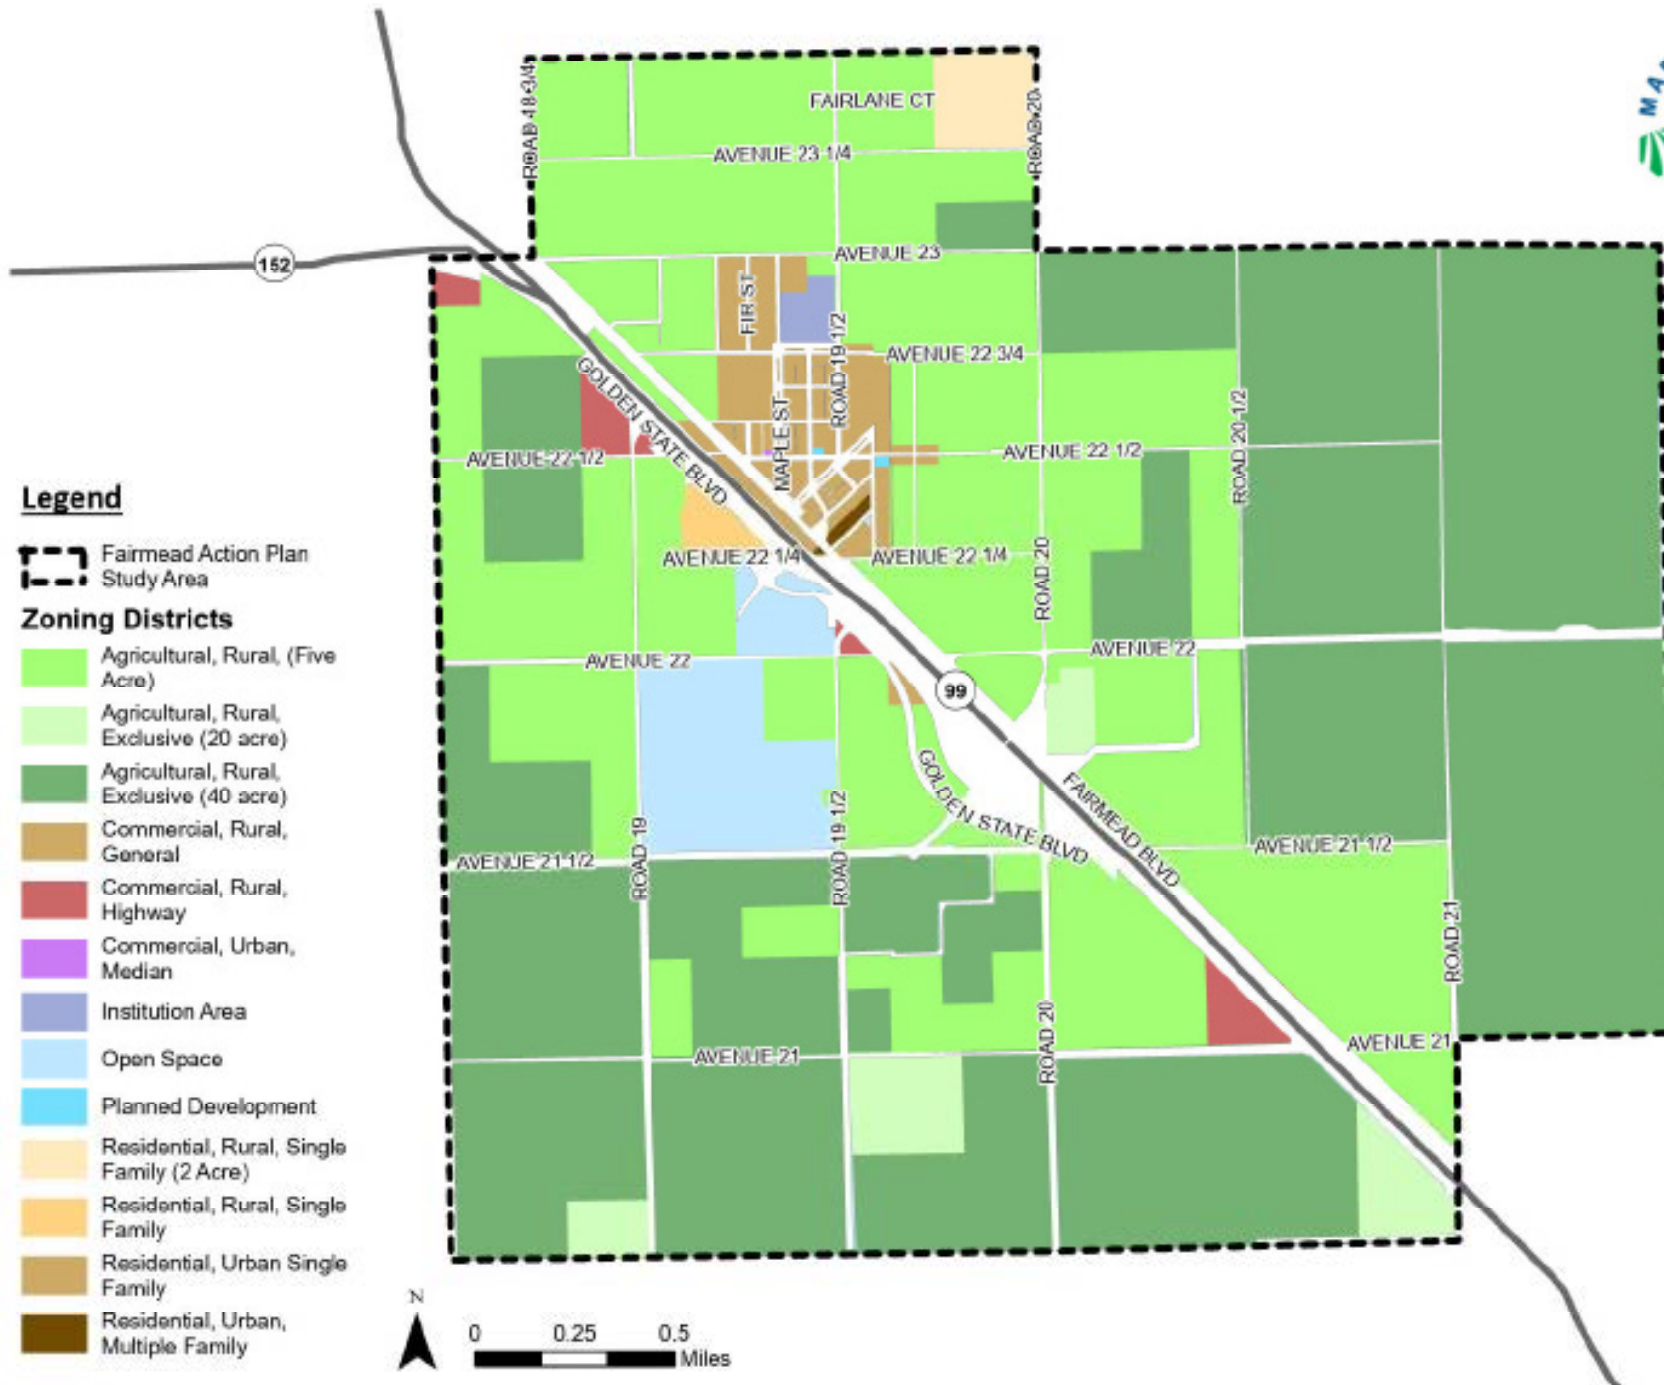 ROAD 18-3/4
FAIRLANE CT
ROAD 20
MA
AVENUE 23 1/4
AVENUE 23
152
FIR ST
ROAD 19 1/2
AVENUE 22 3/4
GOLDEN STATE BLVD
MAPLE ST
ROAD 20 1/2
AVENUE 22 1/2
AVENUE 22 1/2
AVENUE 22 1/4
AVENUE 22 1/4
ROAD 20
AVENUE 22
AVENUE 22
99
GOLDEN STATE BLVD
FAIRMEAD BLVD
ROAD 19
ROAD 19 1/2
AVENUE 21 1/2
AVENUE 21 1/2
ROAD 21
ROAD 20
AVENUE 21
AVENUE 21
Legend
Fairmead Action Plan
Study Area
Zoning Districts
Agricultural, Rural, (Five
Acre)
Agricultural, Rural,
Exclusive (20 acre)
Agricultural, Rural,
Exclusive (40 acre)
Commercial, Rural,
General
Commercial, Rural,
Highway
Commercial, Urban,
Median
Institution Area
Open Space
Planned Development
Residential, Rural, Single
Family (2 Acre)
Residential, Rural, Single
Family
Residential, Urban Single
Family
Residential, Urban,
Multiple Family
N
0 0.25 0.5
Miles